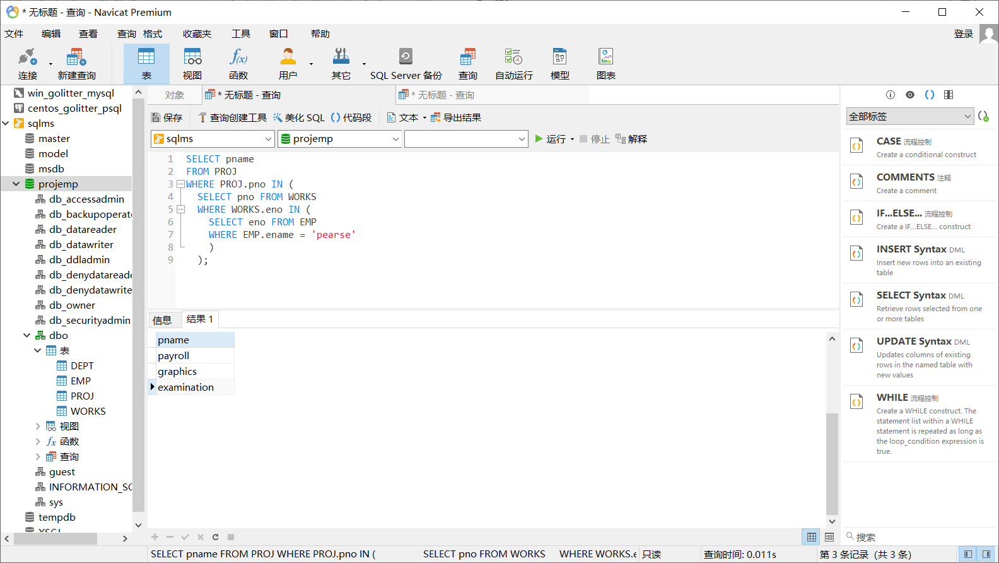 * 无标题 - 查询 - Navicat Premium
文件 编辑 查看 查询 格式 收藏夹 工具 窗口 帮助 登录
连接 新建查询 表 视图 函数 用户 其它 SQL Server 备份 查询 自动运行 模型 图表
win_golitter_mysql
centos_golitter_psql
sqlms
master
model
msdb
projemp
db_accessadmin
db_backupoperat
db_datareader
db_datawriter
db_ddladmin
db_denydatareade
db_denydatawrite
db_owner
db_securityadmin
dbo
表
DEPT
EMP
PROJ
WORKS
视图
函数
查询
guest
INFORMATION_SC
sys
tempdb
XSGL
对象 * 无标题 - 查询 * 无标题 - 查询
保存 查询创建工具 美化 SQL 代码段 文本 导出结果
sqlms projemp 运行 停止 解释
1 SELECT pname
2 FROM PROJ
3 WHERE PROJ.pno IN (
4 SELECT pno FROM WORKS
5 WHERE WORKS.eno IN (
6 SELECT eno FROM EMP
7 WHERE EMP.ename = 'pearse'
8 )
9 );
信息 结果 1
pname
payroll
graphics
examination
全部标签
CASE 流程控制
Create a conditional construct
COMMENTS 注释
Create a comment
IF...ELSE... 流程控制
Create a IF...ELSE... construct
INSERT Syntax DML
Insert new rows into an existing
table
SELECT Syntax DML
Retrieve rows selected from one
or more tables
UPDATE Syntax DML
Updates columns of existing
rows in the named table with
new values
WHILE 流程控制
Create a WHILE construct. The
statement list within a WHILE
statement is repeated as long as
the loop_condition expression is
true.
搜索
SELECT pname FROM PROJ WHERE PROJ.pno IN ( SELECT pno FROM WORKS WHERE WORKS.e 只读 查询时间: 0.011s 第 3 条记录 (共 3 条)